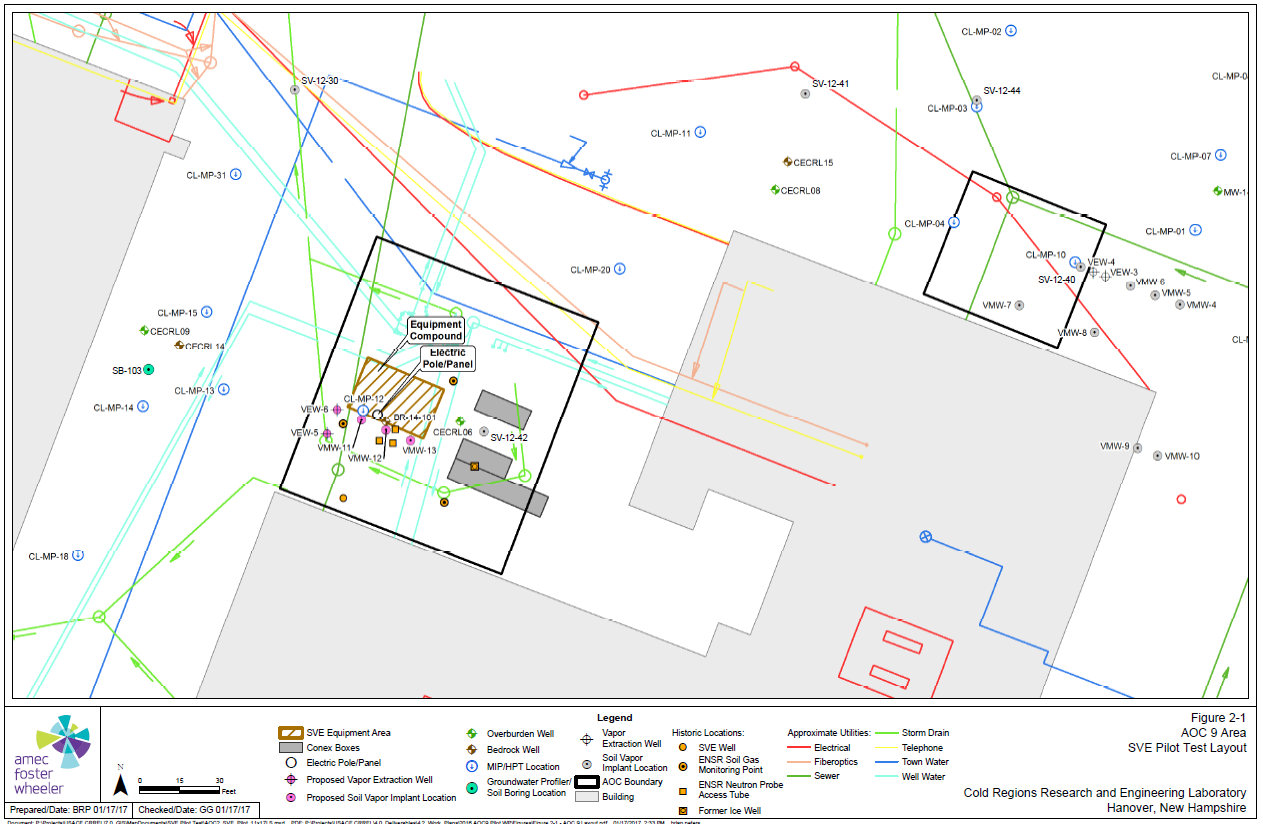 CL-MP-02
SV-12-30
CL-MP-0
SV-12-41
SV-12-44
CL-MP-03
CL-MP-11
CL-MP-07
CECRL15
CL-MP-31
CECRL08
MW-1
CL-MP-04
CL-MP-01
CL-MP-10
VEW-4
CL-MP-20
VEW-3
SV-12-40
VMW-6
VMW-5
VMW-7
VMW-4
CL-MP-15
Equipment
Compound
CECRL09
VMW-8
CECRL14
Electric
Pole/Panel
SB-103
CL-MP-13
CL-MP-12
CL-MP-14
VEW-6
BR-14-101
VEW-5
CECRL06
SV-12-42
VMW-11
VMW-13
VMW-12
VMW-9
VMW-10
CL-MP-18
amec
foster
wheeler
N
0 15 30
Feet
Prepared/Date: BRP 01/17/17
Checked/Date: GG 01/17/17
Legend
SVE Equipment Area
Conex Boxes
Electric Pole/Panel
Proposed Vapor Extraction Well
Proposed Soil Vapor Implant Location
Overburden Well
Bedrock Well
MIP/HPT Location
Groundwater Profiler/
Soil Boring Location
Vapor
Extraction Well
Soil Vapor
Implant Location
AOC Boundary
Building
Historic Locations:
SVE Well
ENSR Soil Gas
Monitoring Point
ENSR Neutron Probe
Access Tube
Former Ice Well
Approximate Utilities:
Electrical
Fiberoptics
Sewer
Storm Drain
Telephone
Town Water
Well Water
Figure 2-1
AOC 9 Area
SVE Pilot Test Layout
Cold Regions Research and Engineering Laboratory
Hanover, New Hampshire